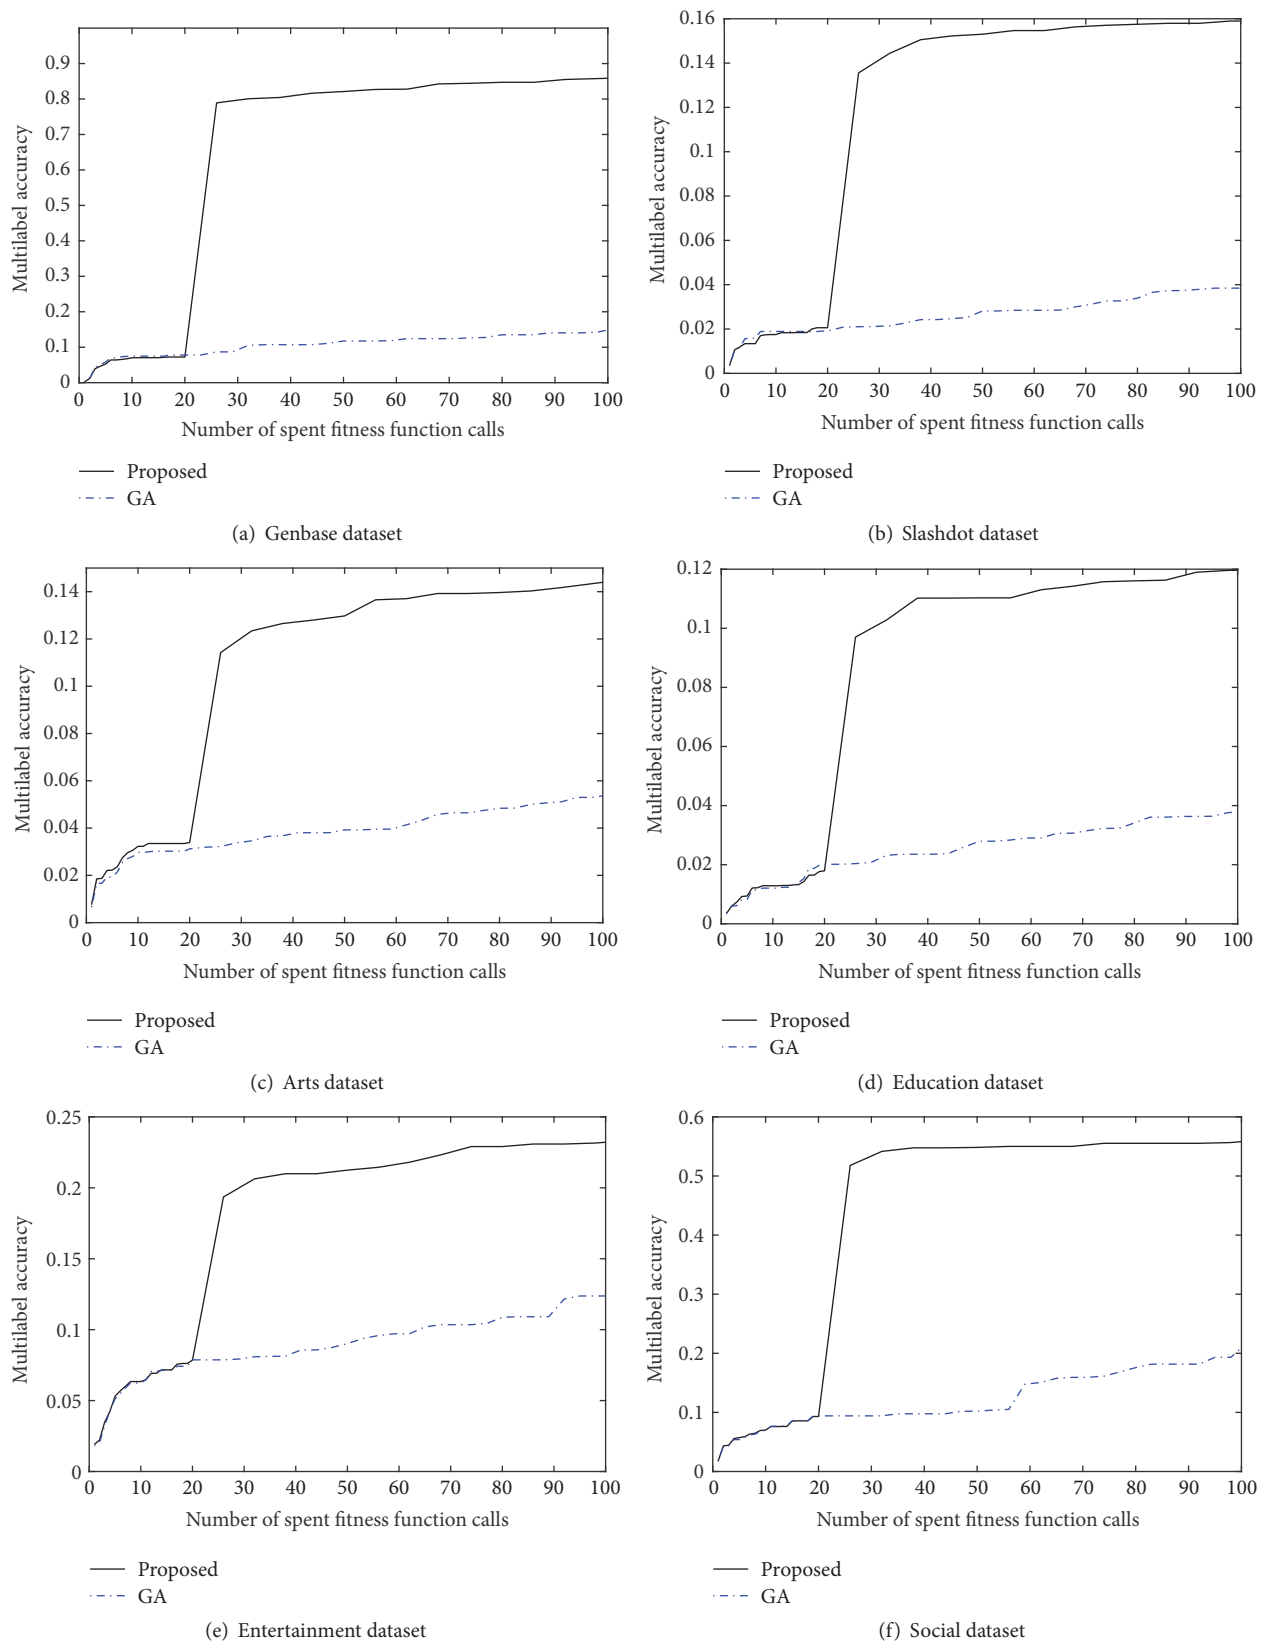 Multilabel accuracy
0.9
0.8
0.7
0.6
0.5
0.4
0.3
0.2
0.1
0
0 10 20 30 40 50 60 70 80 90 100
Number of spent fitness function calls
Proposed
GA
(a) Genbase dataset
Multilabel accuracy
0.16
0.14
0.12
0.1
0.08
0.06
0.04
0.02
0
0 10 20 30 40 50 60 70 80 90 100
Number of spent fitness function calls
Proposed
GA
(b) Slashdot dataset
Multilabel accuracy
0.14
0.12
0.1
0.08
0.06
0.04
0.02
0
0 10 20 30 40 50 60 70 80 90 100
Number of spent fitness function calls
Proposed
GA
(c) Arts dataset
Multilabel accuracy
0.12
0.1
0.08
0.06
0.04
0.02
0
0 10 20 30 40 50 60 70 80 90 100
Number of spent fitness function calls
Proposed
GA
(d) Education dataset
Multilabel accuracy
0.25
0.2
0.15
0.1
0.05
0
0 10 20 30 40 50 60 70 80 90 100
Number of spent fitness function calls
Proposed
GA
(e) Entertainment dataset
Multilabel accuracy
0.6
0.5
0.4
0.3
0.2
0.1
0
0 10 20 30 40 50 60 70 80 90 100
Number of spent fitness function calls
Proposed
GA
(f) Social dataset